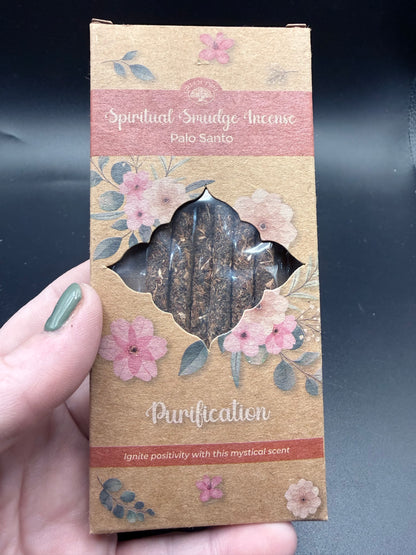 Spiritual Smudge Incense
Palo Santo
Purification
Ignite positivity with this mystical scent